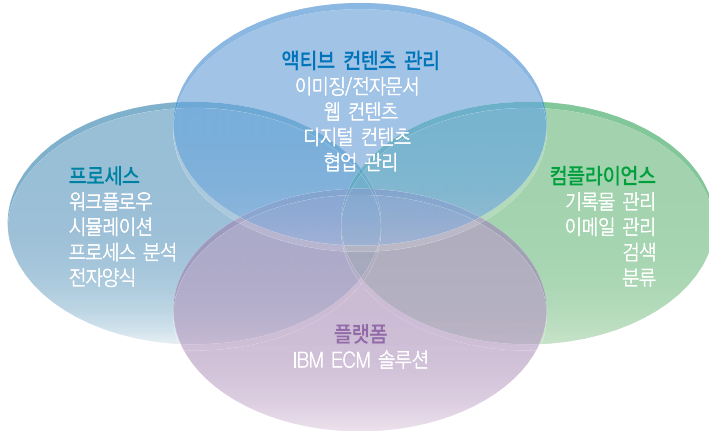 액티브 컨텐츠 관리
이미징/전자문서
웹 컨텐츠
디지털 컨텐츠
협업 관리
프로세스
워크플로우
시뮬레이션
프로세스 분석
전자양식
컴플라이언스
기록물 관리
이메일 관리
검색
분류
플랫폼
IBM ECM 솔루션